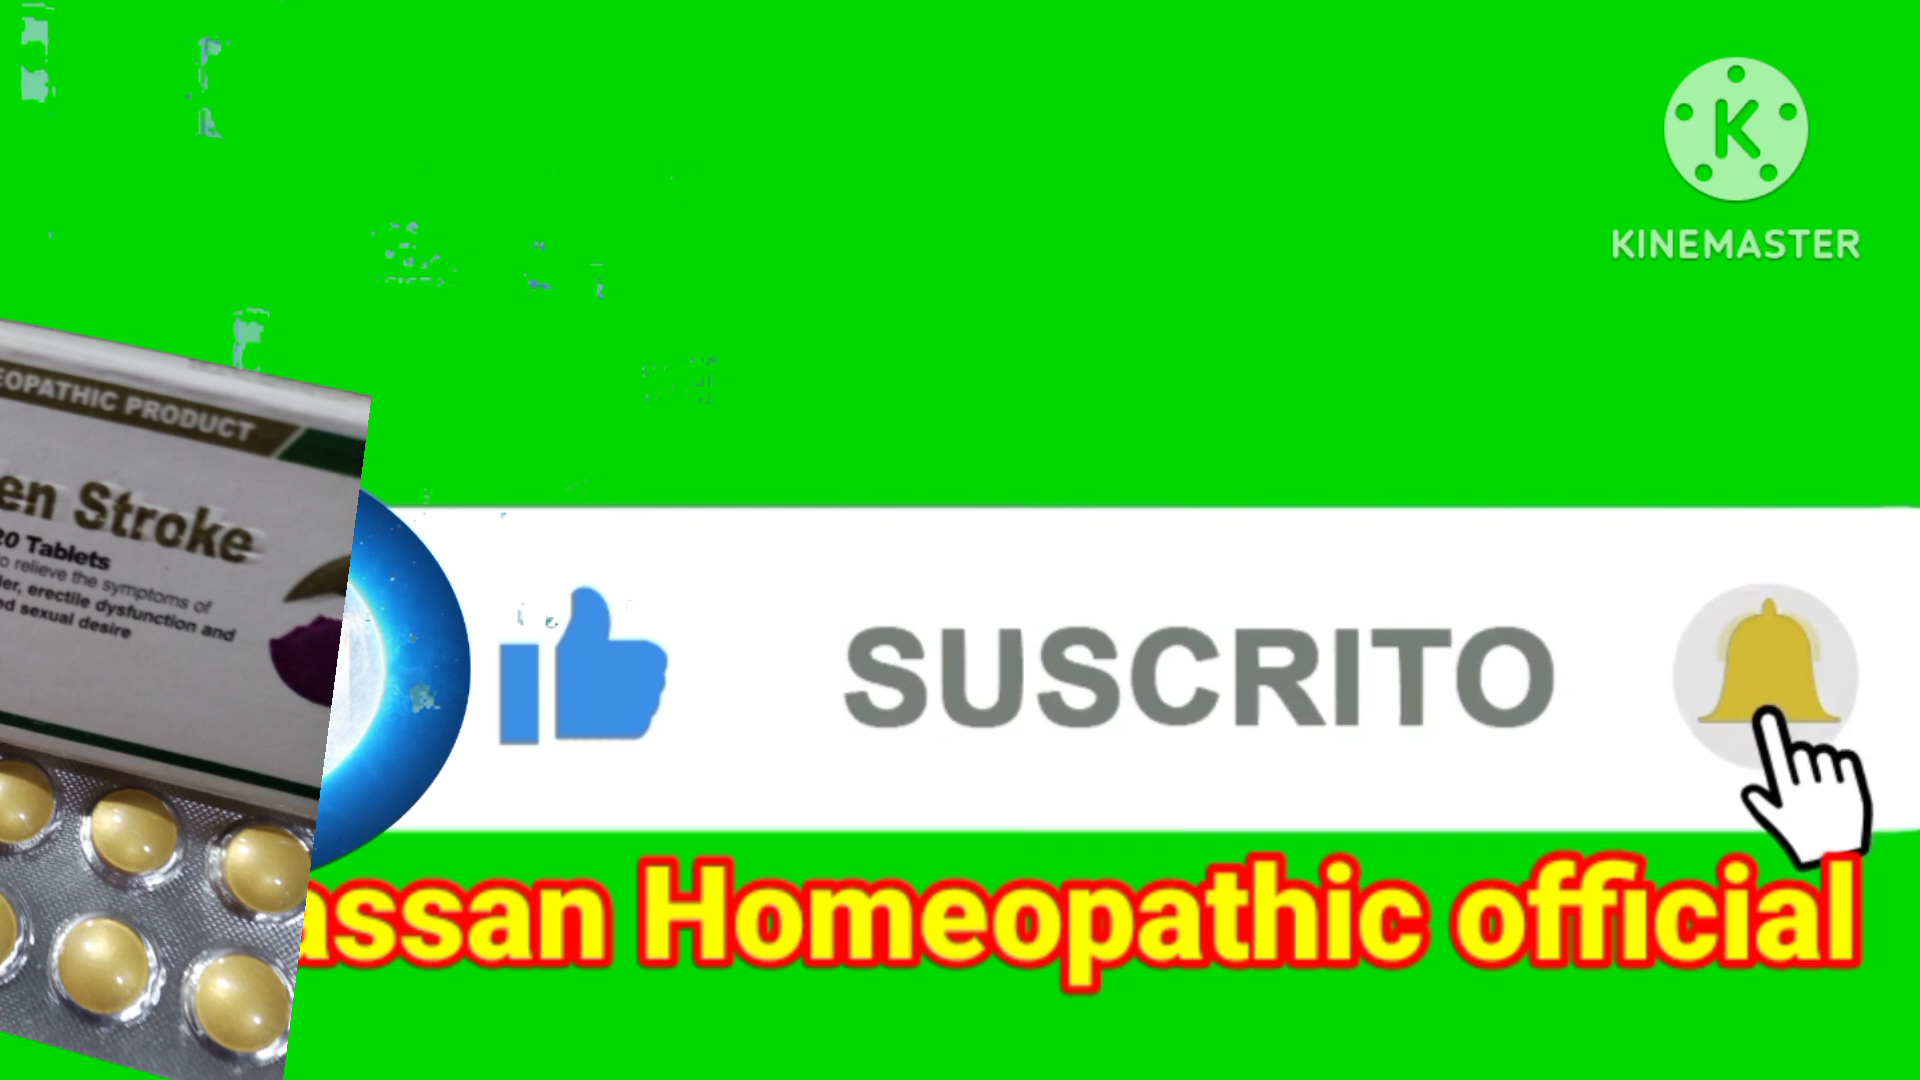 K
KINEMASTER
EOPATHIC PRODUCT
en Stroke
20 Tablets
o relieve the symptoms of
er, erectile dysfunction and
ed sexual desire
SUSCRITO
assan Homeopathic official